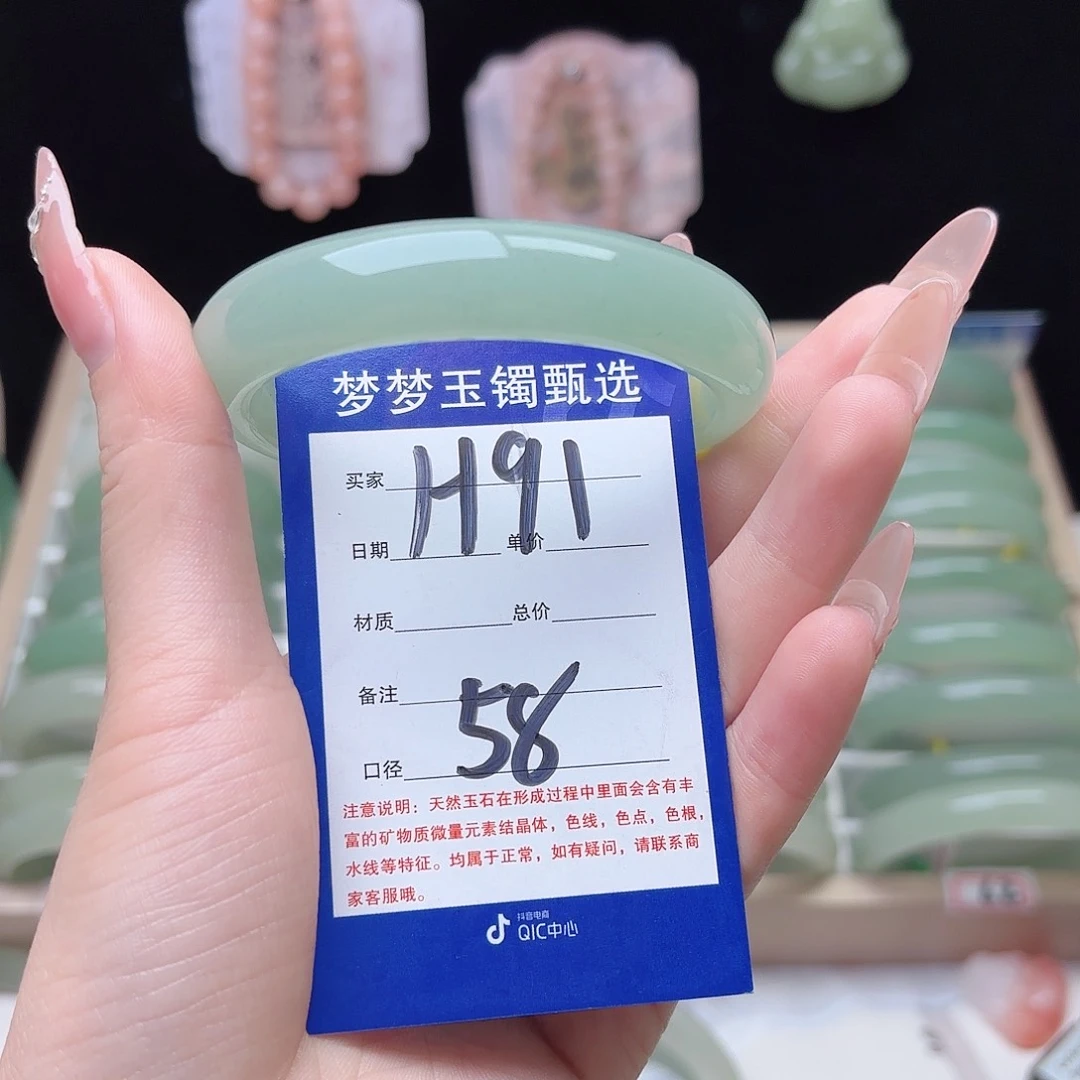 梦梦玉镯甄选
H91
买家
日期 单价
材质 总价
备注
58
口径
注意说明：天然玉石在形成过程中里面会含有丰
富的矿物质微量元素结晶体，色线，色点，色根，
水线等特征。均属于正常，如有疑问，请联系商
家客服哦。
抖音电商
QIC中心